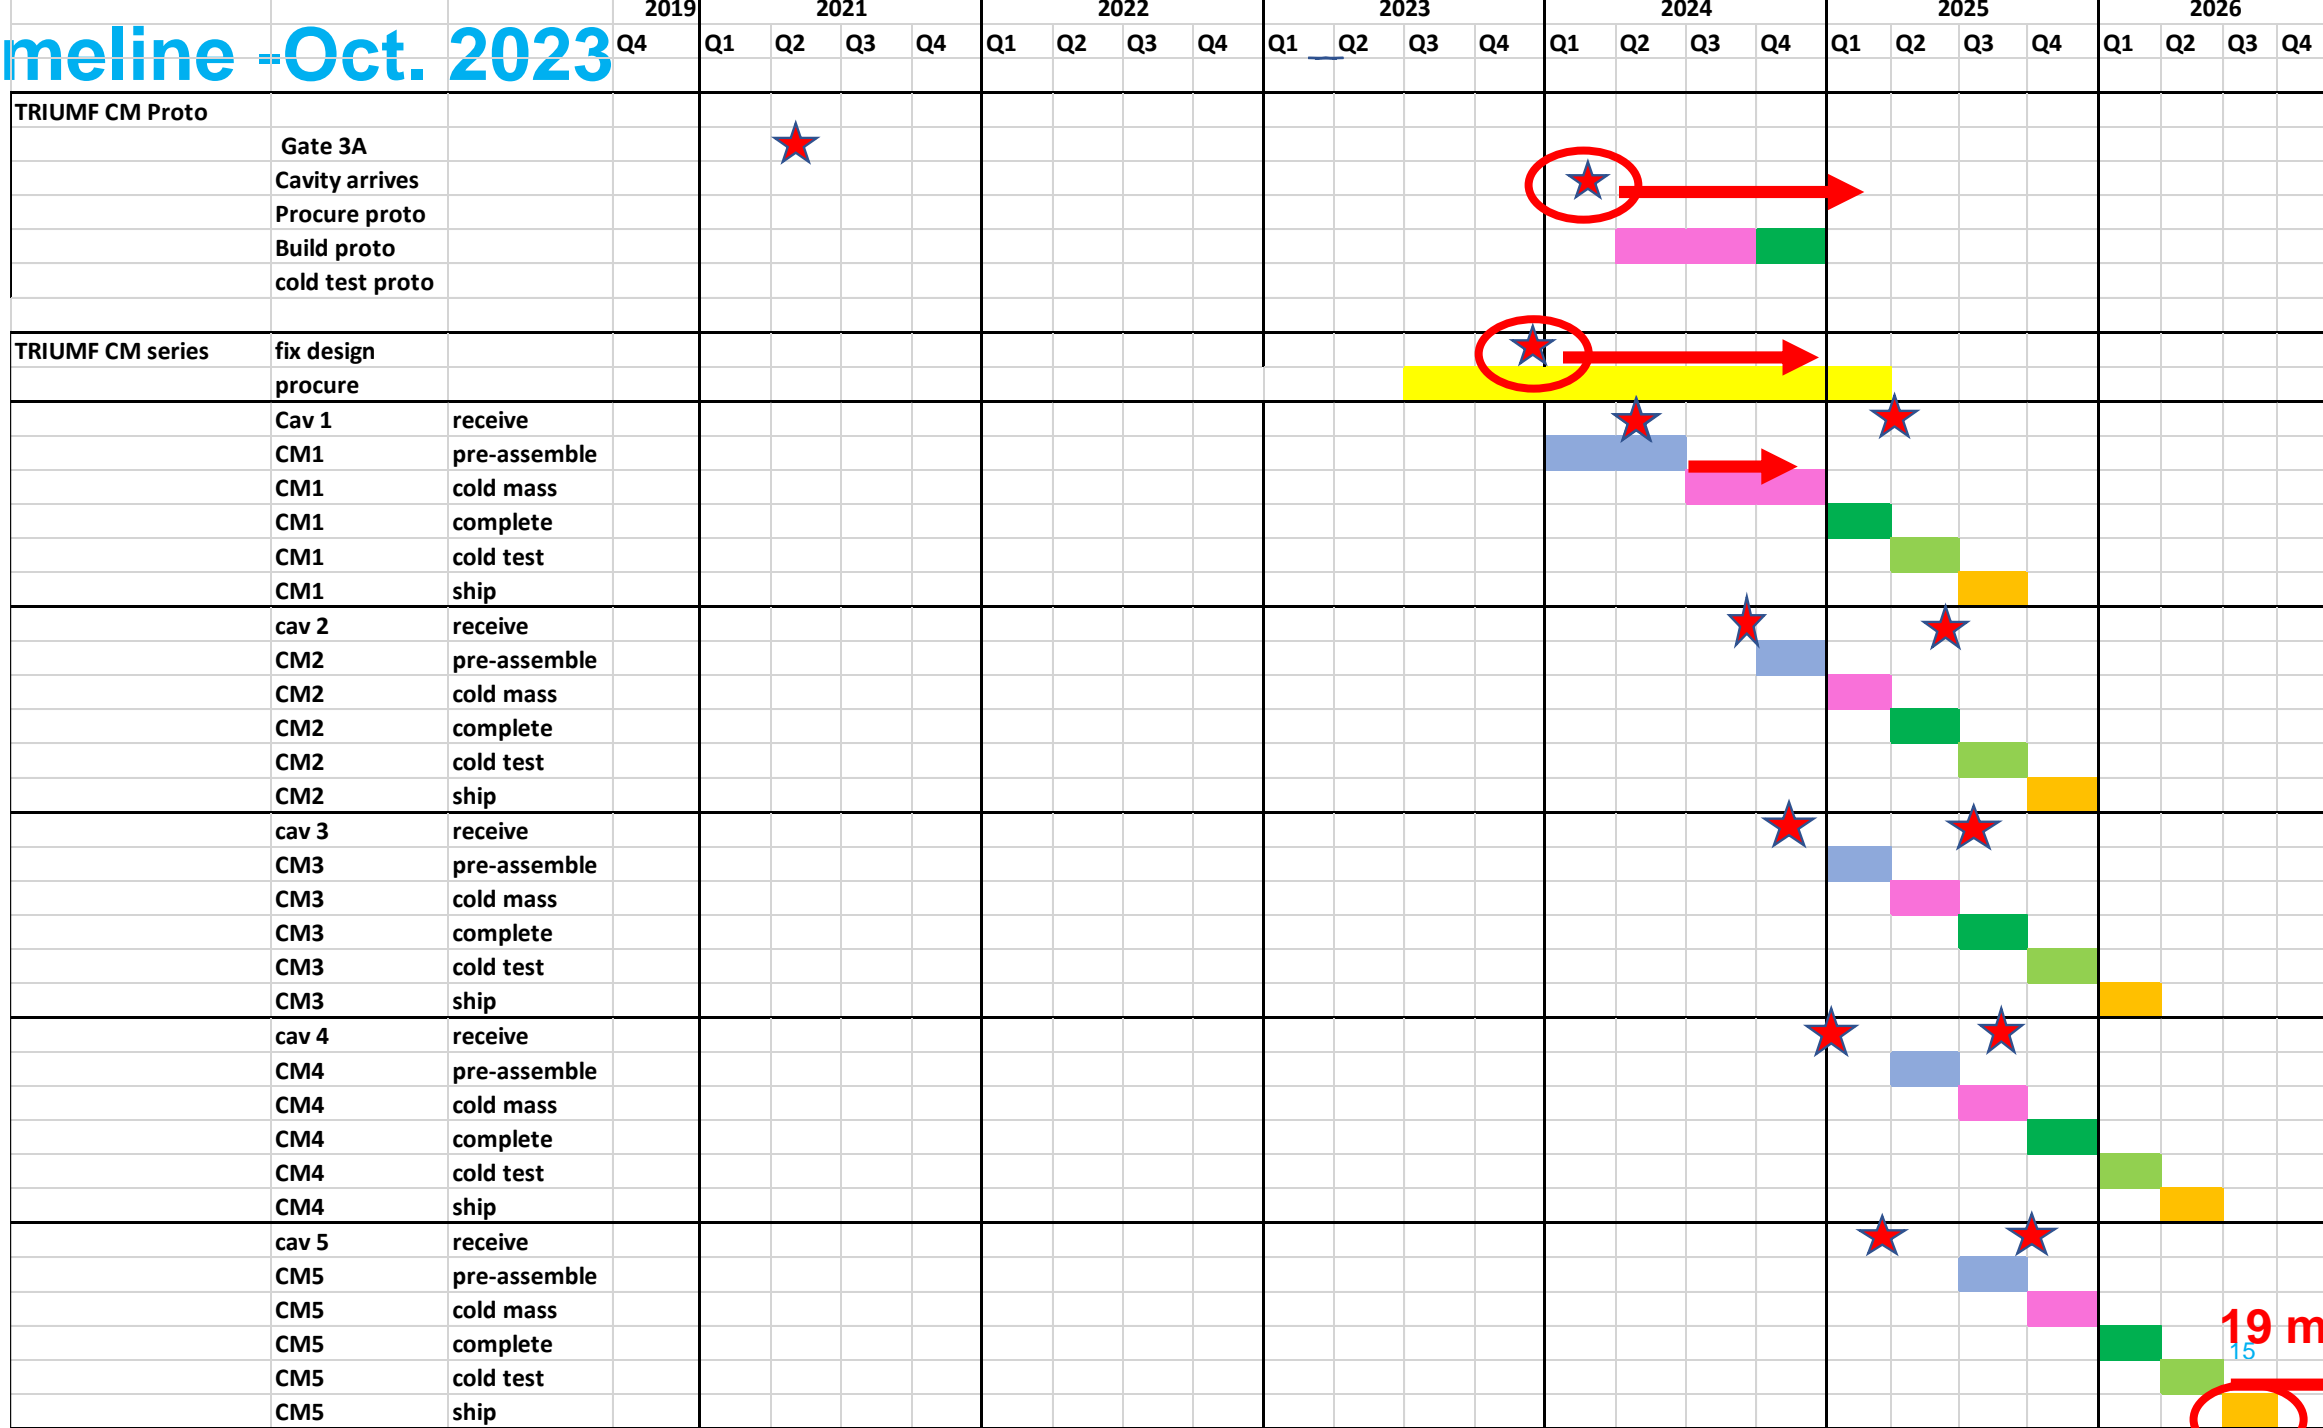 2019 2021 2022 2023 2024 2025 2026
meline -Oct. 2023
Q4 Q1 Q2 Q3 Q4 Q1 Q2 Q3 Q4 Q1 Q2 Q3 Q4 Q1 Q2 Q3 Q4 Q1 Q2 Q3 Q4 Q1 Q2 Q3 Q4
TRIUMF CM Proto
Gate 3A
Cavity arrives
Procure proto
Build proto
cold test proto
TRIUMF CM series fix design
procure
Cav 1 receive
CM1 pre-assemble
CM1 cold mass
CM1 complete
CM1 cold test
CM1 ship
cav 2 receive
CM2 pre-assemble
CM2 cold mass
CM2 complete
CM2 cold test
CM2 ship
cav 3 receive
CM3 pre-assemble
CM3 cold mass
CM3 complete
CM3 cold test
CM3 ship
cav 4 receive
CM4 pre-assemble
CM4 cold mass
CM4 complete
CM4 cold test
CM4 ship
cav 5 receive
CM5 pre-assemble
CM5 cold mass
19 m
CM5 complete
15
CM5 cold test
CM5 ship